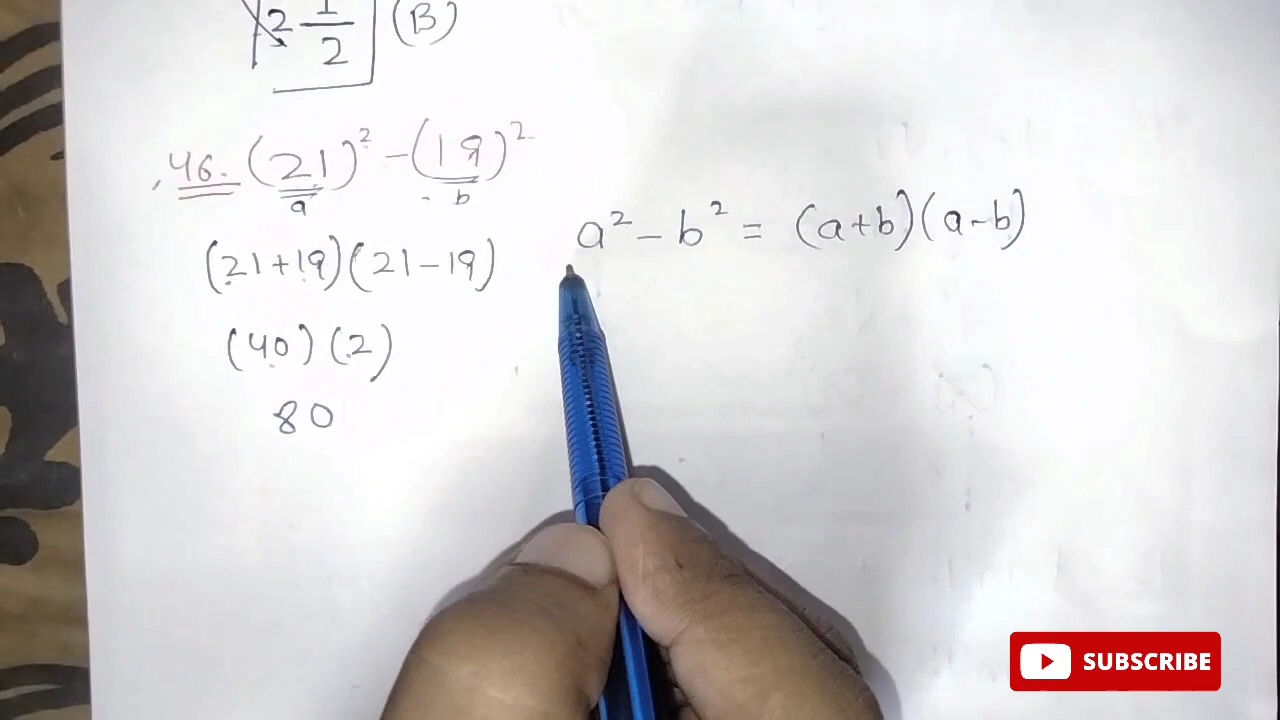 2 1/2 (B)
46. (21)² - (19)²
a b
a² - b² = (a+b)(a-b)
(21+19)(21-19)
(40)(2)
80
SUBSCRIBE